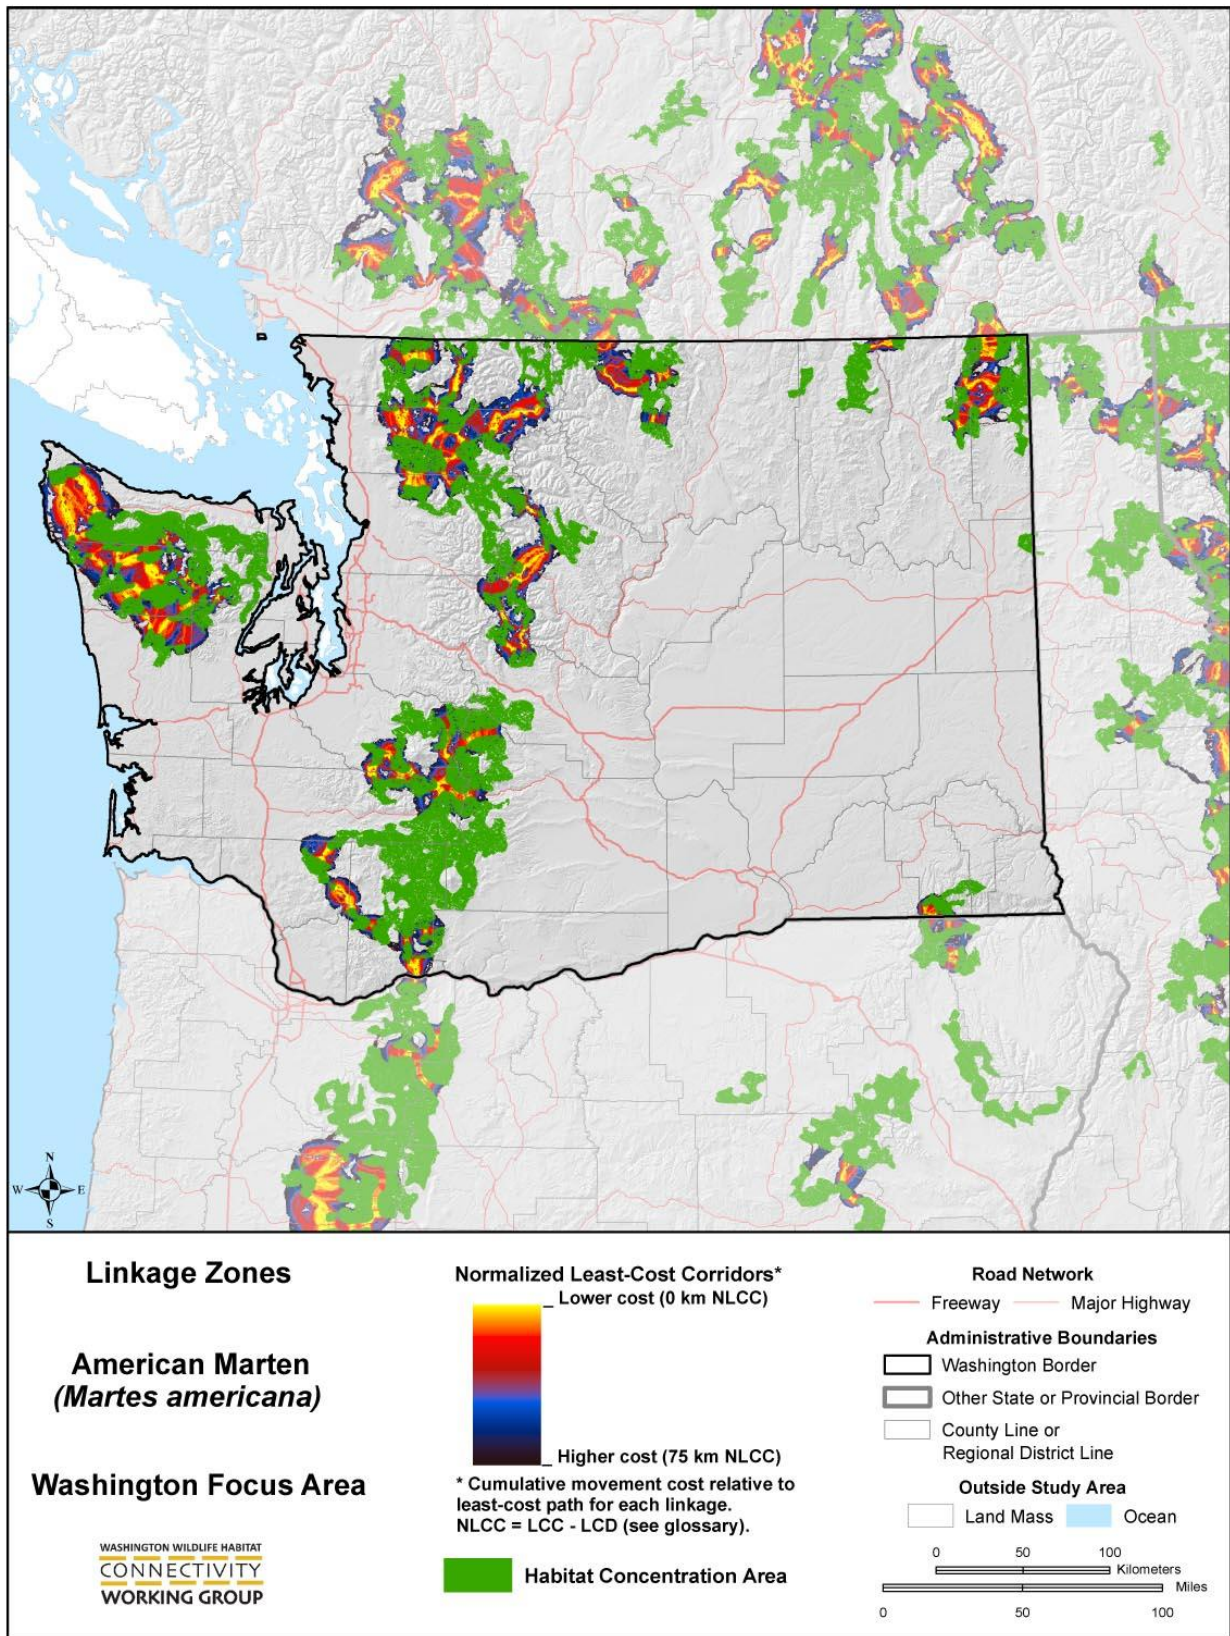 N
W E
S
Linkage Zones
American Marten
(Martes americana)
Washington Focus Area
WASHINGTON WILDLIFE HABITAT
CONNECTIVITY
WORKING GROUP
Normalized Least-Cost Corridors*
_ Lower cost (0 km NLCC)
_ Higher cost (75 km NLCC)
* Cumulative movement cost relative to
least-cost path for each linkage.
NLCC = LCC - LCD (see glossary).
Habitat Concentration Area
Road Network
Freeway Major Highway
Administrative Boundaries
Washington Border
Other State or Provincial Border
County Line or
Regional District Line
Outside Study Area
Land Mass Ocean
0 50 100
Kilometers
Miles
0 50 100